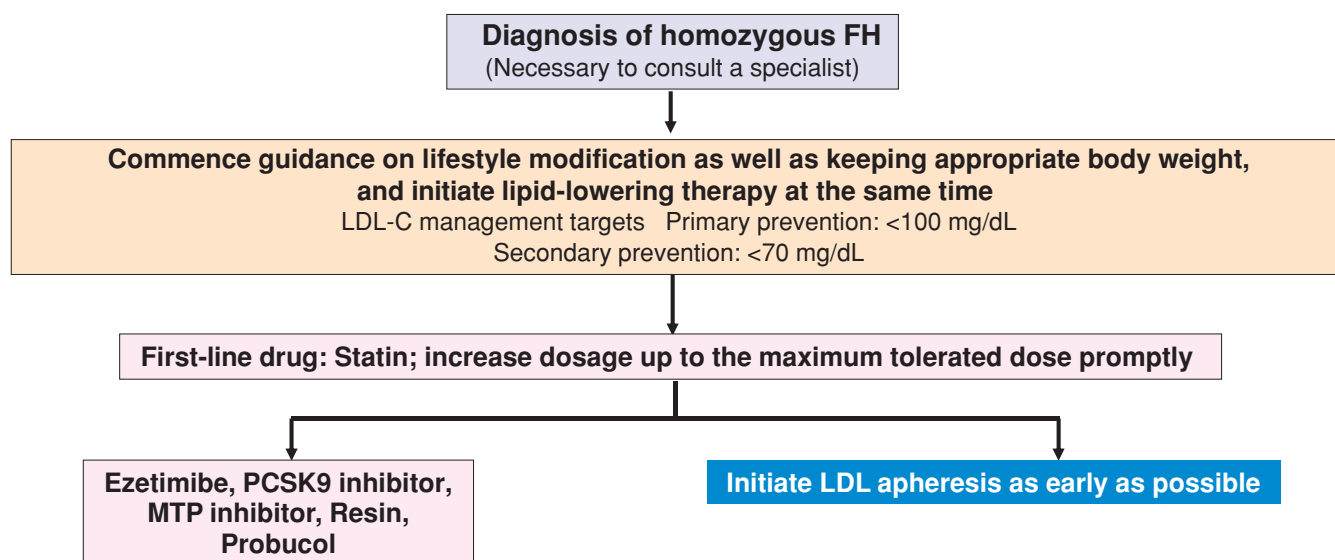 Diagnosis of homozygous FH
(Necessary to consult a specialist)
Commence guidance on lifestyle modification as well as keeping appropriate body weight,
and initiate lipid-lowering therapy at the same time
LDL-C management targets Primary prevention: <100 mg/dL
Secondary prevention: <70 mg/dL
First-line drug: Statin; increase dosage up to the maximum tolerated dose promptly
Ezetimibe, PCSK9 inhibitor,
MTP inhibitor, Resin,
Probucol
Initiate LDL apheresis as early as possible